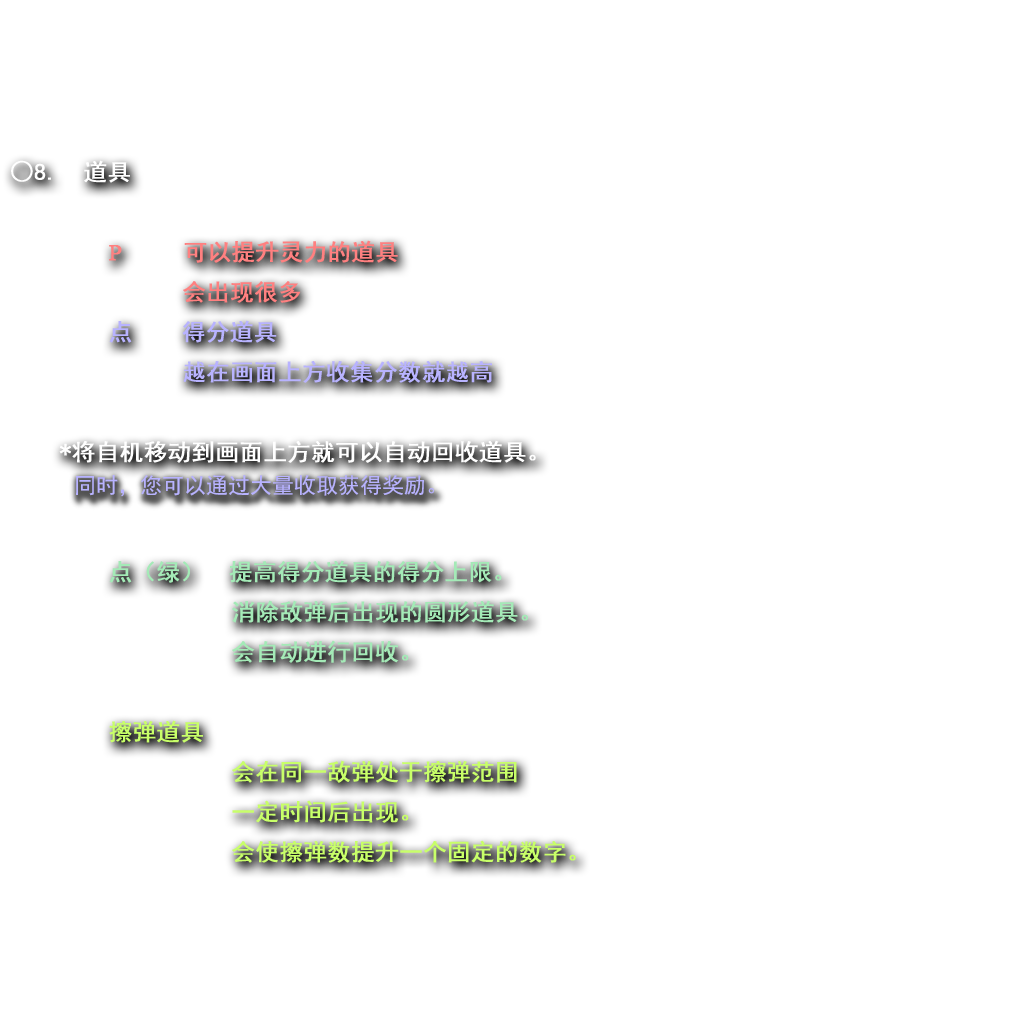 ○8. 道具
P 可以提升灵力的道具
会出现很多
点 得分道具
越在画面上方收集分数就越高
*将自机移动到画面上方就可以自动回收道具。
同时，您可以通过大量收取获得奖励。
点（绿） 提高得分道具的得分上限。
消除敌弹后出现的圆形道具。
会自动进行回收。
擦弹道具
会在同一敌弹处于擦弹范围
一定时间后出现。
会使擦弹数提升一个固定的数字。